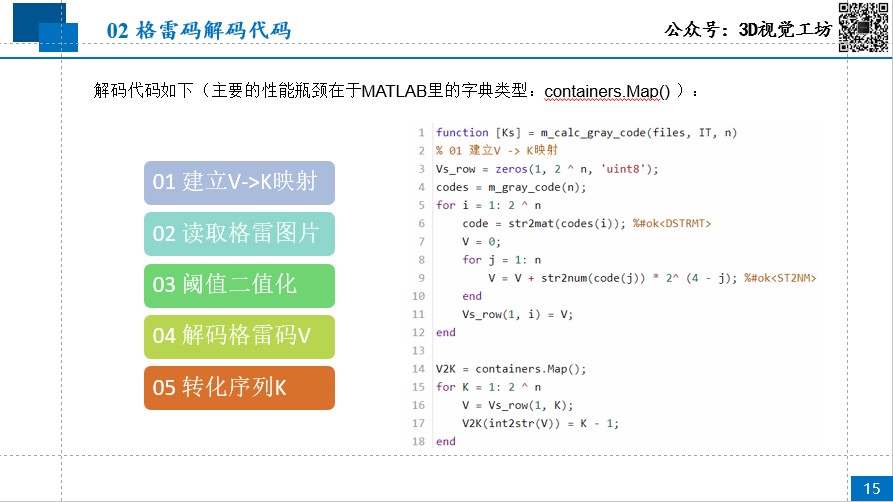 02 格雷码解码代码
公众号：3D视觉工坊
解码代码如下（主要的性能瓶颈在于MATLAB里的字典类型：containers.Map() ）：
01 建立V->K映射
02 读取格雷图片
03 阈值二值化
04 解码格雷码V
05 转化序列K
1 function [Ks] = m_calc_gray_code(files, IT, n)
2 % 01 建立V -> K映射
3 Vs_row = zeros(1, 2 ^ n, 'uint8');
4 codes = m_gray_code(n);
5 for i = 1: 2 ^ n
6 code = str2mat(codes(i)); %#ok<DSTRMT>
7 V = 0;
8 for j = 1: n
9 V = V + str2num(code(j)) * 2^ (4 - j); %#ok<ST2NM>
10 end
11 Vs_row(1, i) = V;
12 end
13
14 V2K = containers.Map();
15 for K = 1: 2 ^ n
16 V = Vs_row(1, K);
17 V2K(int2str(V)) = K - 1;
18 end
15